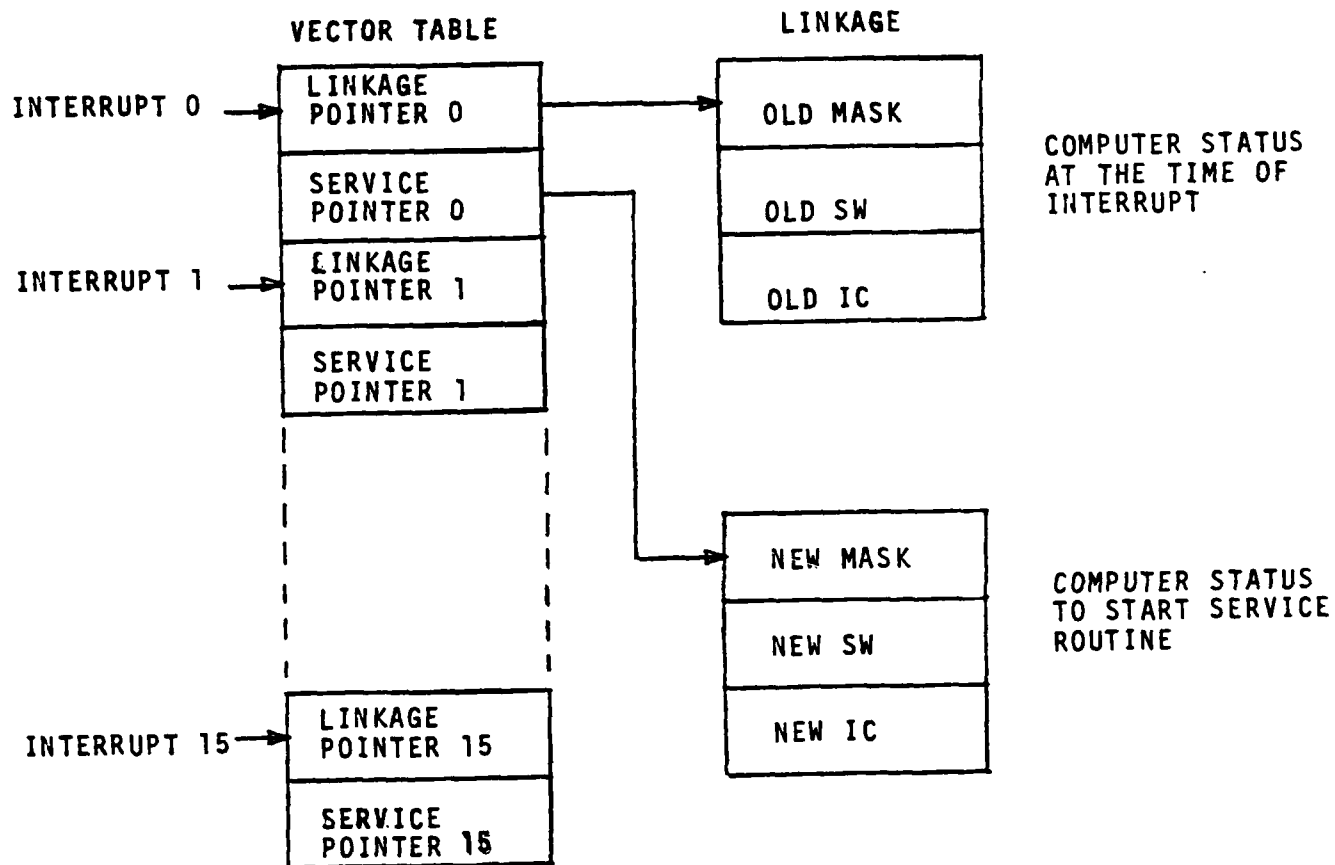 VECTOR TABLE
LINKAGE
INTERRUPT 0
LINKAGE
POINTER 0
SERVICE
POINTER 0
INTERRUPT 1
LINKAGE
POINTER 1
SERVICE
POINTER 1
INTERRUPT 15
LINKAGE
POINTER 15
SERVICE
POINTER 15
OLD MASK
OLD SW
OLD IC
COMPUTER STATUS
AT THE TIME OF
INTERRUPT
NEW MASK
NEW SW
NEW IC
COMPUTER STATUS
TO START SERVICE
ROUTINE